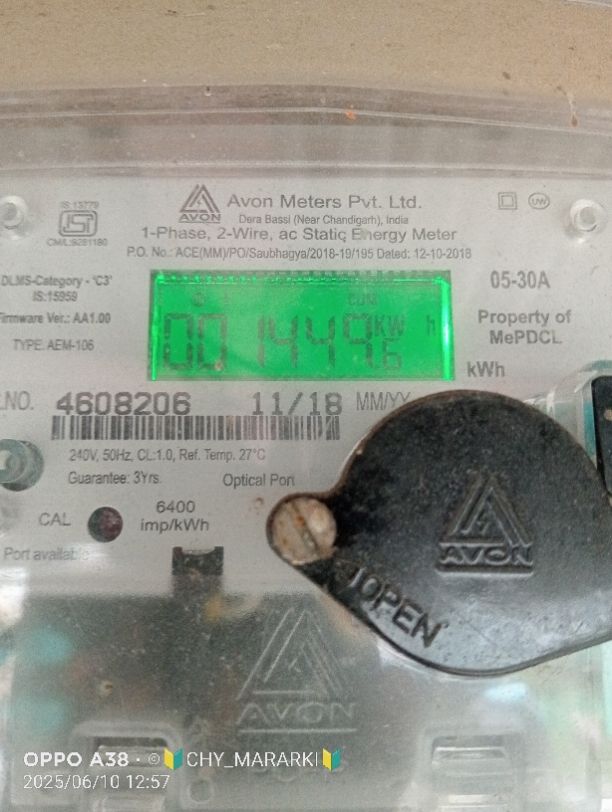 IS:13779
ISI
CM/L:9281180
AVON
Avon Meters Pvt. Ltd.
Dera Bassi (Near Chandigarh), India
1-Phase, 2-Wire, ac Static Energy Meter
P.O. No.: ACE(MM)/PO/Saubhagya/2018-19/195 Dated: 12-10-2018
UW
DLMS-Category - 'C3'
IS:15959
Firmware Ver.: AA1.00
TYPE: AEM-106
CUM
001449.6 KW h
05-30A
Property of
MePDCL
kWh
.NO. 4608206 11/18 MM/YY
240V, 50Hz, CL:1.0, Ref. Temp. 27°C
Guarantee: 3Yrs. Optical Port
CAL
6400
imp/kWh
Port available
AVON
OPEN
AVON
OPPO A38 · © 🔰CHY_MARARKI🔰
2025/06/10 12:57